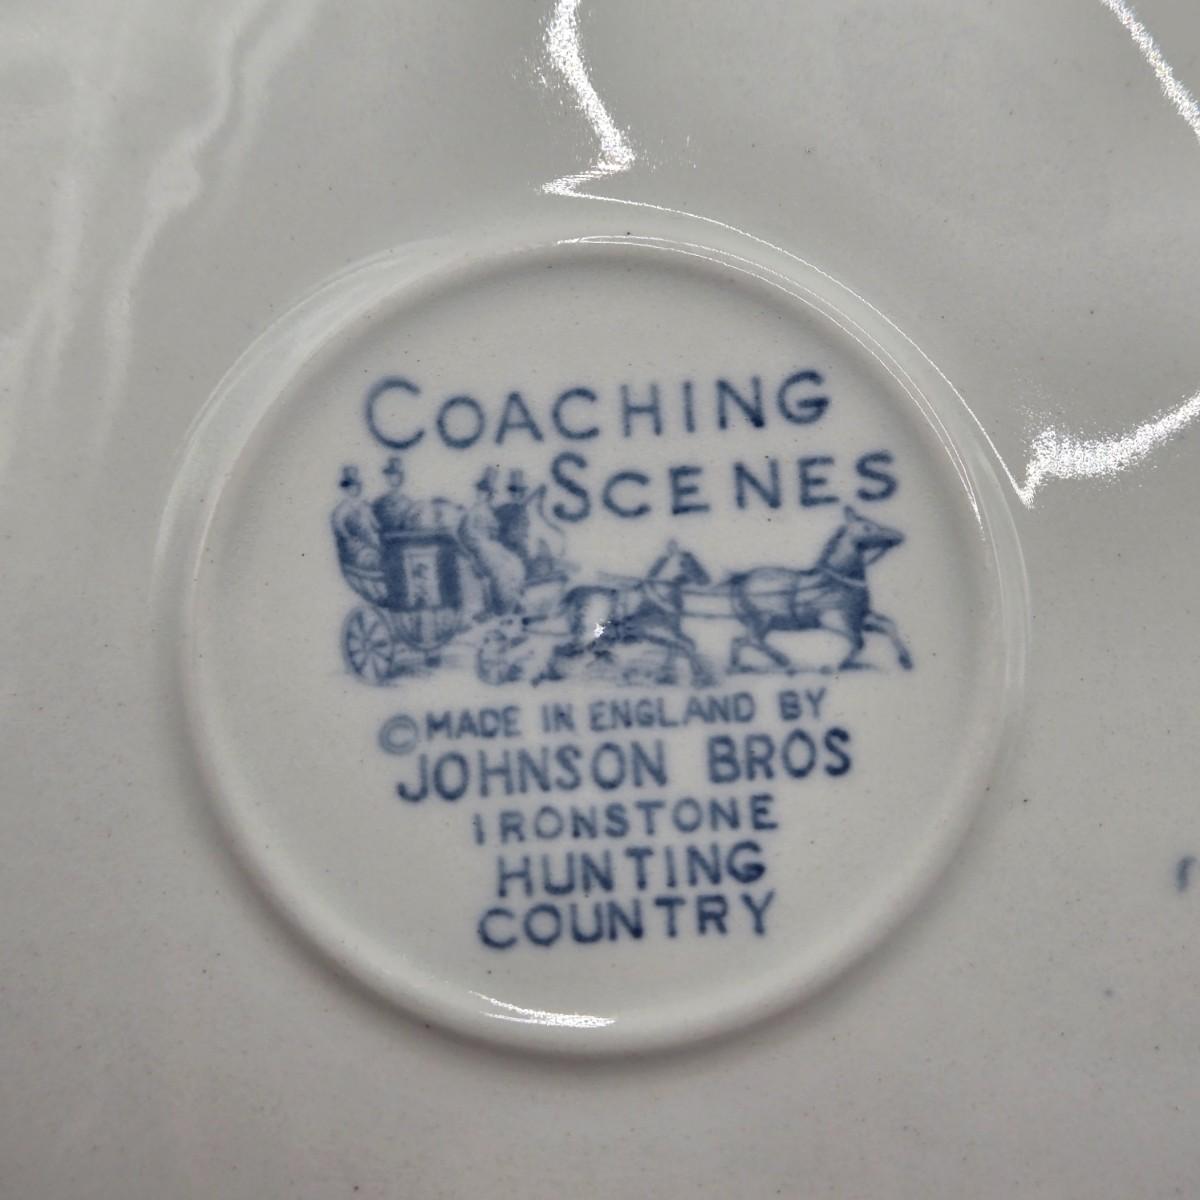 COACHING
SCENES
©MADE IN ENGLAND BY
JOHNSON BROS
IRONSTONE
HUNTING
COUNTRY